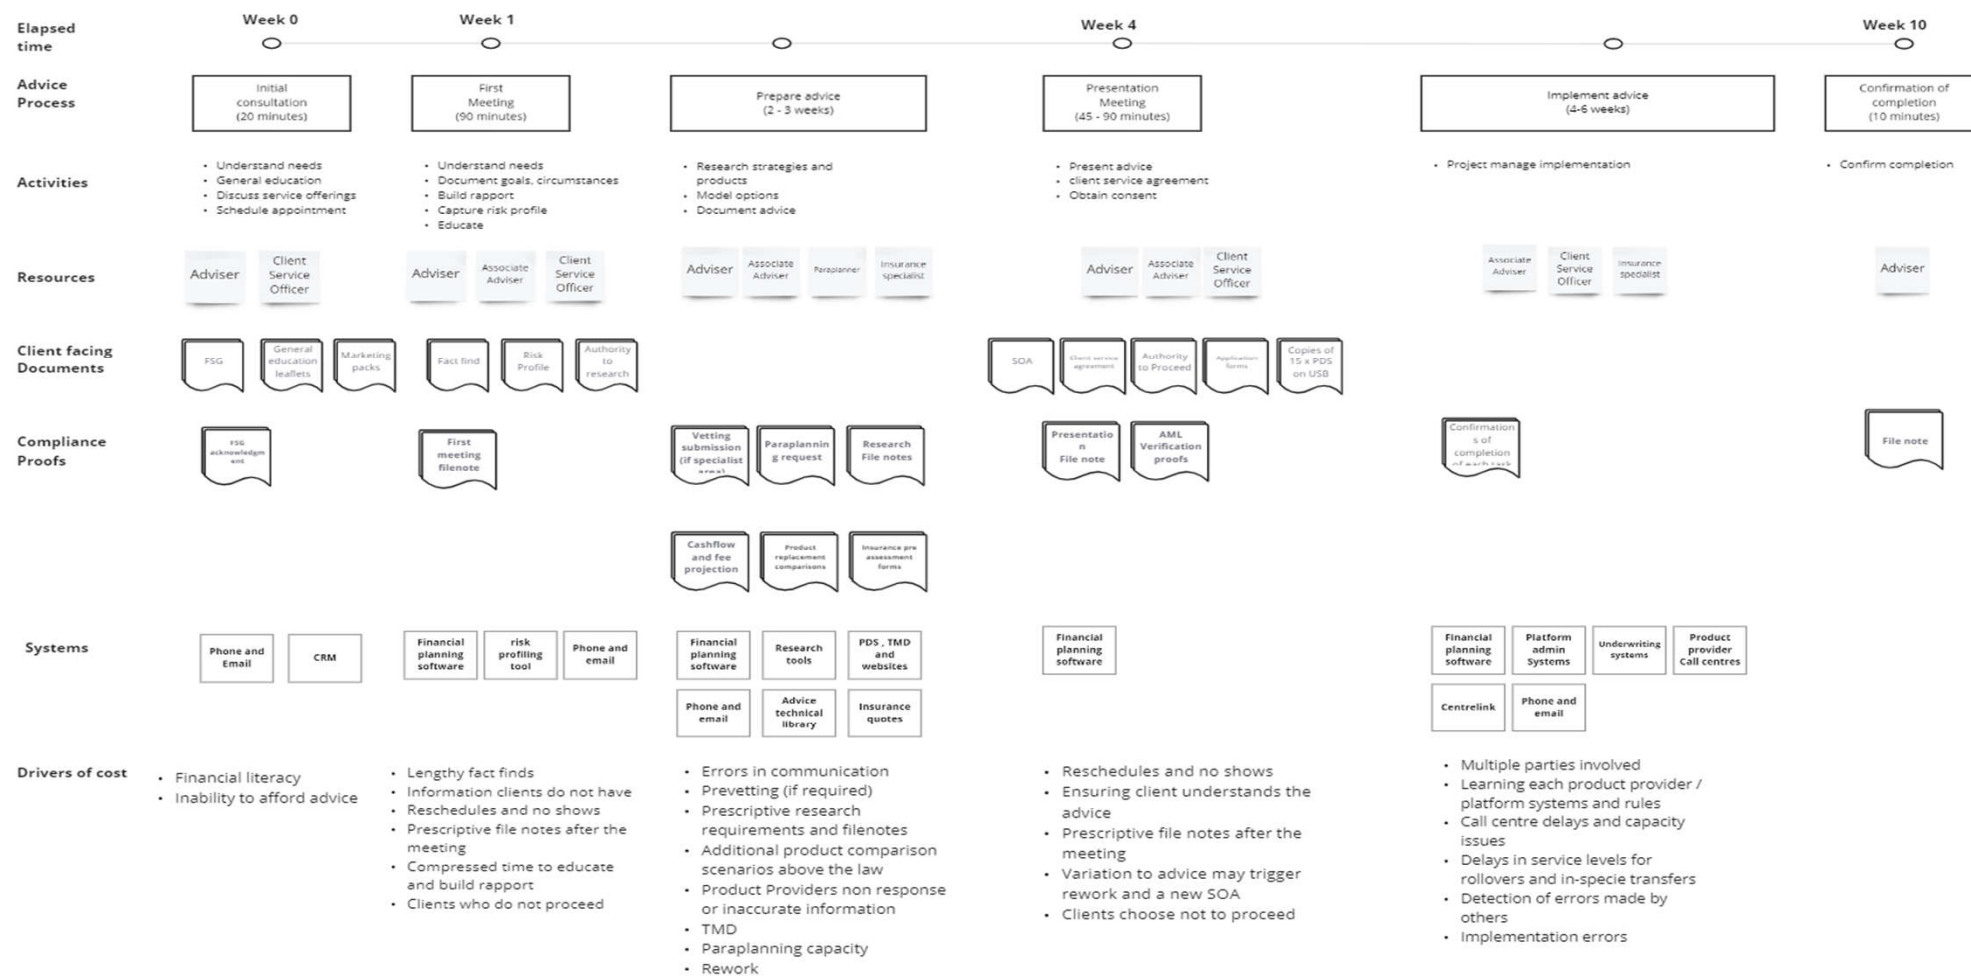 Elapsed
time
Week 0
Week 1
Week 4
Week 10
Advice
Process
Initial
consultation
(20 minutes)
First
Meeting
(90 minutes)
Prepare advice
(2 - 3 weeks)
Presentation
Meeting
(45 - 90 minutes)
Implement advice
(4-6 weeks)
Confirmation of
completion
(10 minutes)
Activities
• Understand needs
• General education
• Discuss service offerings
• Schedule appointment
• Understand needs
• Document goals, circumstances
• Build rapport
• Capture risk profile
• Educate
• Research strategies and
products
• Model options
• Document advice
• Present advice
• client service agreement
• Obtain consent
• Project manage implementation
• Confirm completion
Resources
Adviser
Client
Service
Officer
Adviser
Associate
Adviser
Client
Service
Officer
Adviser
Associate
Adviser
Paraplanner
Insurance
specialist
Adviser
Associate
Adviser
Client
Service
Officer
Associate
Adviser
Client
Service
Officer
Insurance
specialist
Adviser
Client facing
Documents
FSG
General
education
leaflets
Marketing
packs
Fact find
Risk
Profile
Authority
to
research
SOA
Client service
agreement
Authority
to Proceed
Application
forms
Copies of
15 x PDS
on USB
Compliance
Proofs
FSG
acknowledgm
ent
First
meeting
filenote
Vetting
submission
(if specialist
area)
Paraplannin
g request
Research
File notes
Presentatio
n
File note
AML
Verification
proofs
Confirmation
s of
completion
of each task
File note
Cashflow
and fee
projection
Product
replacement
comparisons
Insurance pre
assessment
forms
Systems
Phone and
Email
CRM
Financial
planning
software
risk
profiling
tool
Phone and
email
Financial
planning
software
Research
tools
PDS , TMD
and
websites
Phone and
email
Advice
technical
library
Insurance
quotes
Financial
planning
software
Financial
planning
software
Platform
admin
Systems
Underwriting
systems
Product
provider
Call centres
Centrelink
Phone and
email
Drivers of cost
• Financial literacy
• Inability to afford advice
• Lengthy fact finds
• Information clients do not have
• Reschedules and no shows
• Prescriptive file notes after the
meeting
• Compressed time to educate
and build rapport
• Clients who do not proceed
• Errors in communication
• Prevetting (if required)
• Prescriptive research
requirements and filenotes
• Additional product comparison
scenarios above the law
• Product Providers non response
or inaccurate information
• TMD
• Paraplanning capacity
• Rework
• Reschedules and no shows
• Ensuring client understands the
advice
• Prescriptive file notes after the
meeting
• Variation to advice may trigger
rework and a new SOA
• Clients choose not to proceed
• Multiple parties involved
• Learning each product provider /
platform systems and rules
• Call centre delays and capacity
issues
• Delays in service levels for
rollovers and in-specie transfers
• Detection of errors made by
others
• Implementation errors